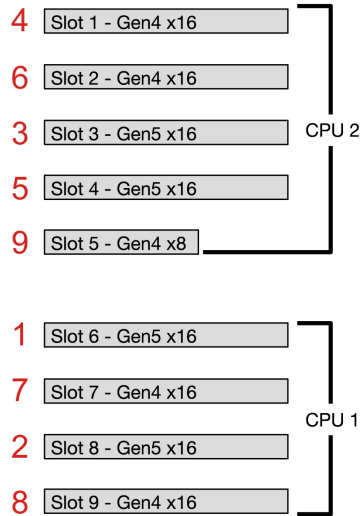 4 Slot 1 - Gen4 x16
6 Slot 2 - Gen4 x16
3 Slot 3 - Gen5 x16
CPU 2
5 Slot 4 - Gen5 x16
9 Slot 5 - Gen4 x8
1 Slot 6 - Gen5 x16
7 Slot 7 - Gen4 x16
CPU 1
2 Slot 8 - Gen5 x16
8 Slot 9 - Gen4 x16